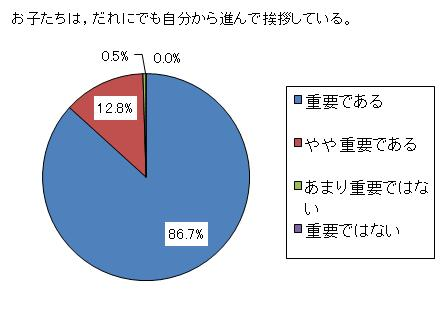 お子たちは，だれにでも自分から進んで挨拶している。
0.5%
0.0%
12.8%
86.7%
重要である
やや重要である
あまり重要ではな
い
重要ではない